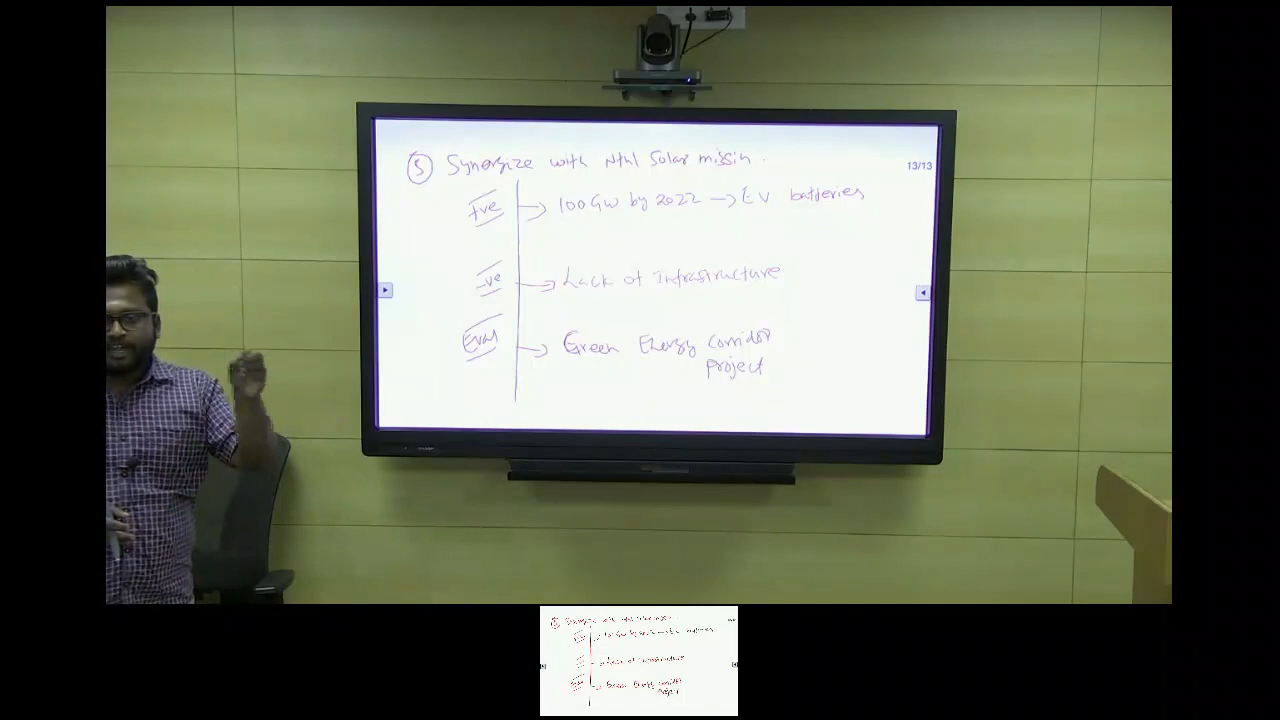 5 Synergize with Ntnl Solar missin.
13/13
+ve → 100 GW by 2022 → EV batteries
-ve → Lack of Infrastructure
Eval → Green Energy corridor
project